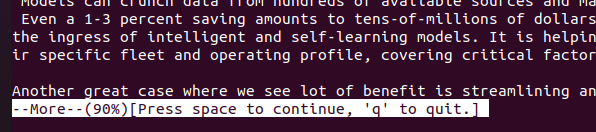 Models can crunch data from hundreds of available sources and ma
Even a 1-3 percent saving amounts to tens-of-millions of dollars
the ingress of intelligent and self-learning models. It is helpin
ir specific fleet and operating profile, covering critical factor
Another great case where we see lot of benefit is streamlining an
--More--(90%)[Press space to continue, 'q' to quit.]